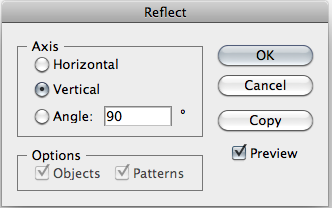 Reflect
Axis
Horizontal
Vertical
Angle: 90 °
Options
Objects Patterns
OK
Cancel
Copy
Preview